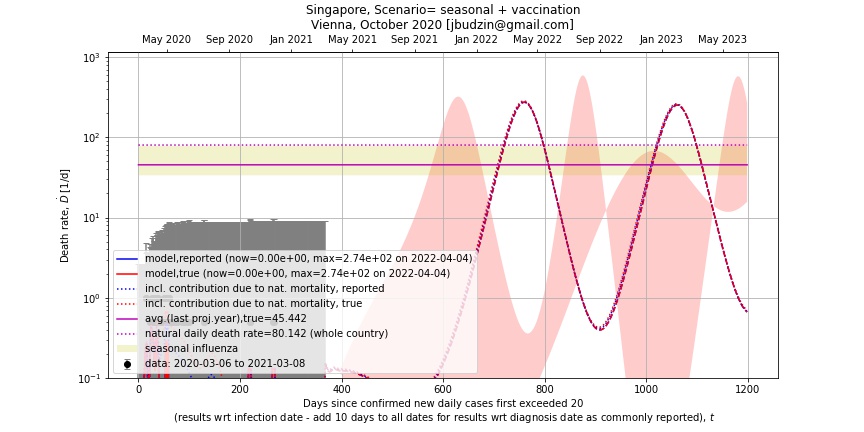 Singapore, Scenario= seasonal + vaccination
Vienna, October 2020 [jbudzin@gmail.com]
May 2020 Sep 2020 Jan 2021 May 2021 Sep 2021 Jan 2022 May 2022 Sep 2022 Jan 2023 May 2023
10³
10²
10¹
10⁰
10⁻¹
Death rate, Ḋ [1/d]
model,reported (now=0.00e+00, max=2.74e+02 on 2022-04-04)
model,true (now=0.00e+00, max=2.74e+02 on 2022-04-04)
incl. contribution due to nat. mortality, reported
incl. contribution due to nat. mortality, true
avg.(last proj.year),true=45.442
natural daily death rate=80.142 (whole country)
seasonal influenza
data: 2020-03-06 to 2021-03-08
0 200 400 600 800 1000 1200
Days since confirmed new daily cases first exceeded 20
(results wrt infection date - add 10 days to all dates for results wrt diagnosis date as commonly reported), t